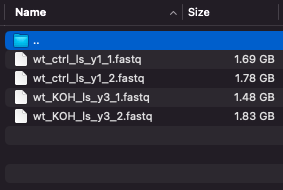 Name Size
..
wt_ctrl_ls_y1_1.fastq 1.69 GB
wt_ctrl_ls_y1_2.fastq 1.78 GB
wt_KOH_ls_y3_1.fastq 1.48 GB
wt_KOH_ls_y3_2.fastq 1.83 GB